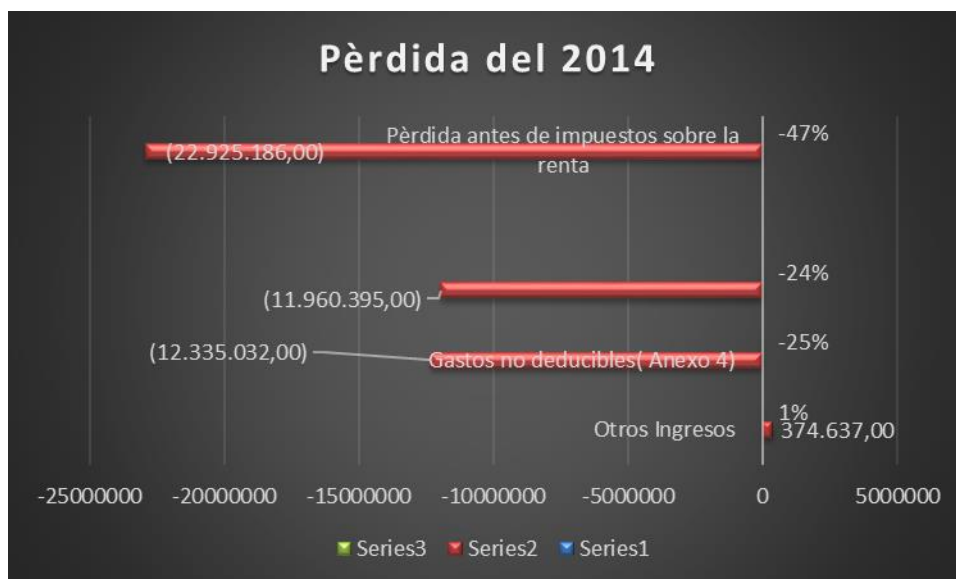 Pèrdida del 2014
Pèrdida antes de impuestos sobre la
renta
(22.925.186,00)
-47%
(11.960.395,00)
-24%
(12.335.032,00)
Gastos no deducibles( Anexo 4)
-25%
Otros Ingresos
1%
374.637,00
-25000000 -20000000 -15000000 -10000000 -5000000 0 5000000
Series3 Series2 Series1